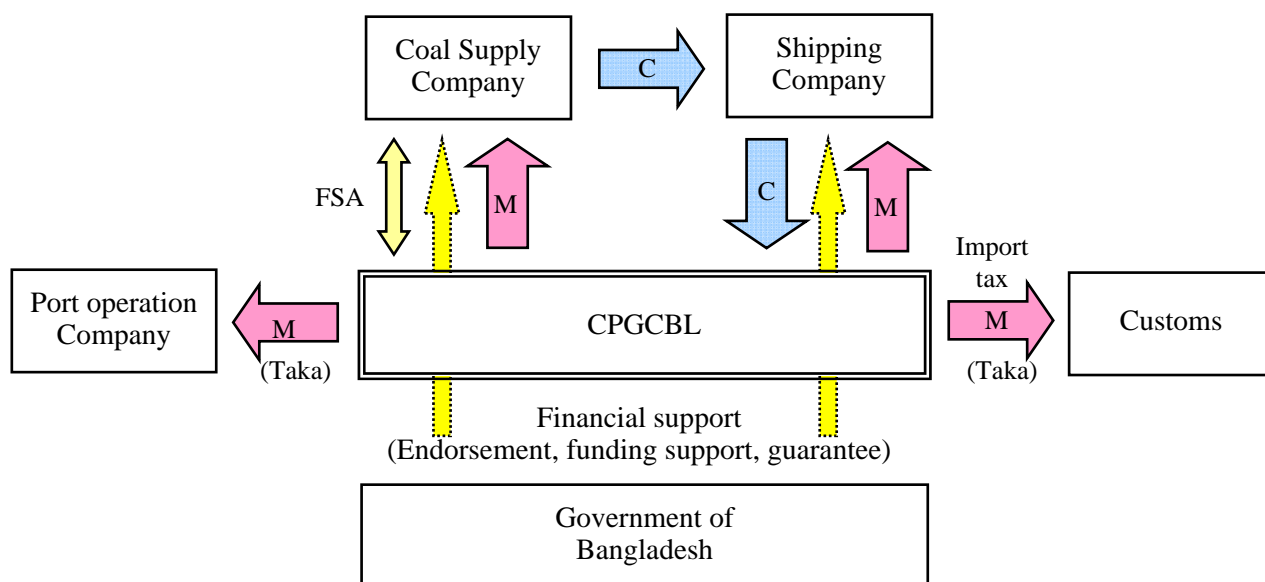 Coal Supply
Company
C
Shipping
Company
FSA
M
C
M
Import
tax
Port operation
Company
M
(Taka)
CPGCBL
M
(Taka)
Customs
Financial support
(Endorsement, funding support, guarantee)
Government of
Bangladesh